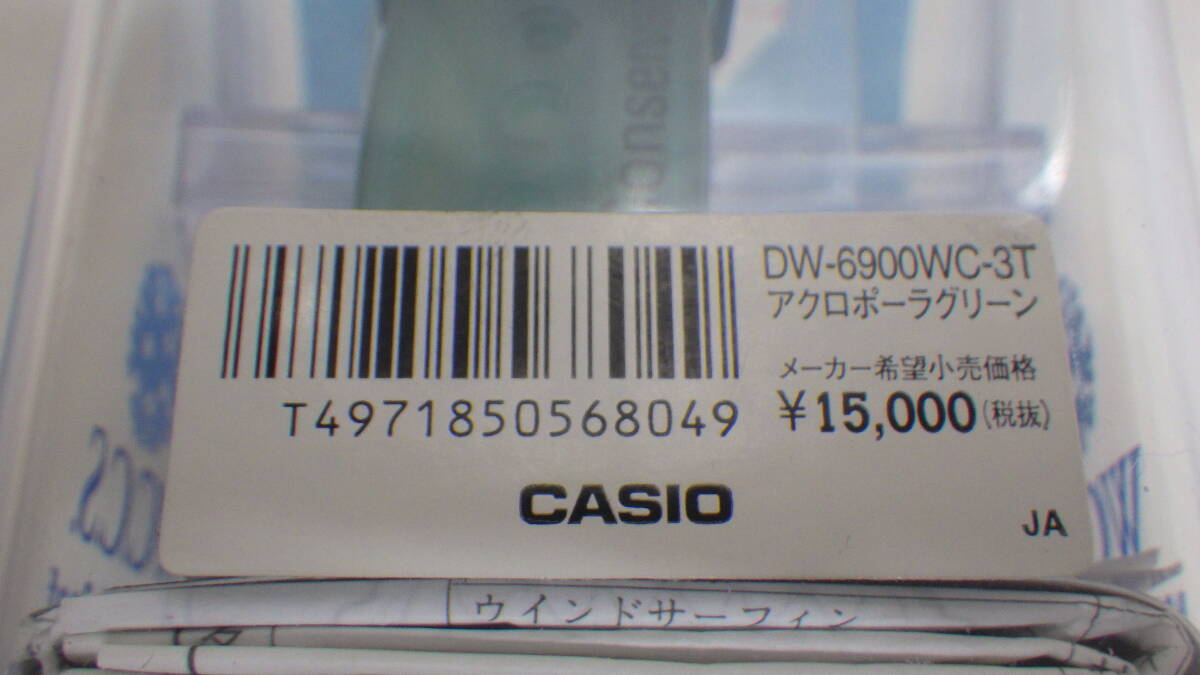 DW-6900WC-3T
アクロポーラグリーン
メーカー希望小売価格
¥15,000(税抜)
T4971850568049
CASIO
JA
ウインドサーフィン